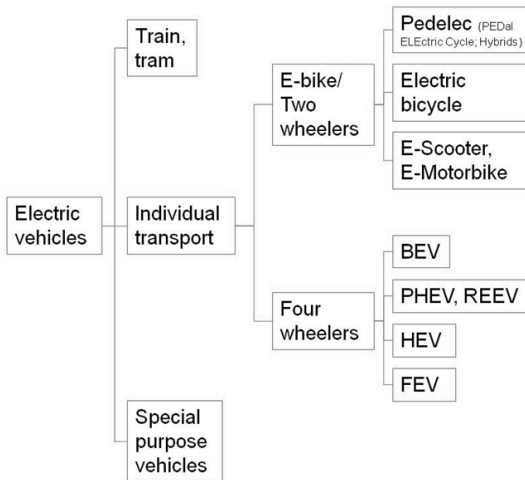 Train,
tram
Electric
vehicles
Individual
transport
Special
purpose
vehicles
E-bike/
Two
wheelers
Four
wheelers
Pedelec (PEDal
ELEctric Cycle; Hybrids)
Electric
bicycle
E-Scooter,
E-Motorbike
BEV
PHEV, REEV
HEV
FEV